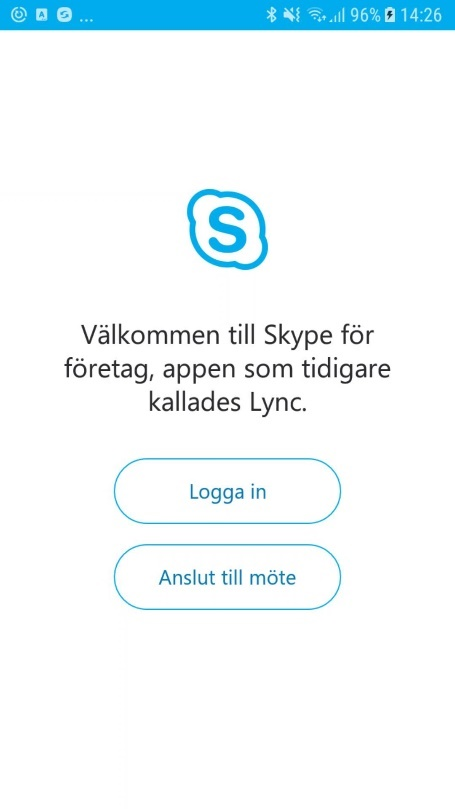 ... 96% 14:26
S
Välkommen till Skype för
företag, appen som tidigare
kallades Lync.
Logga in
Anslut till möte